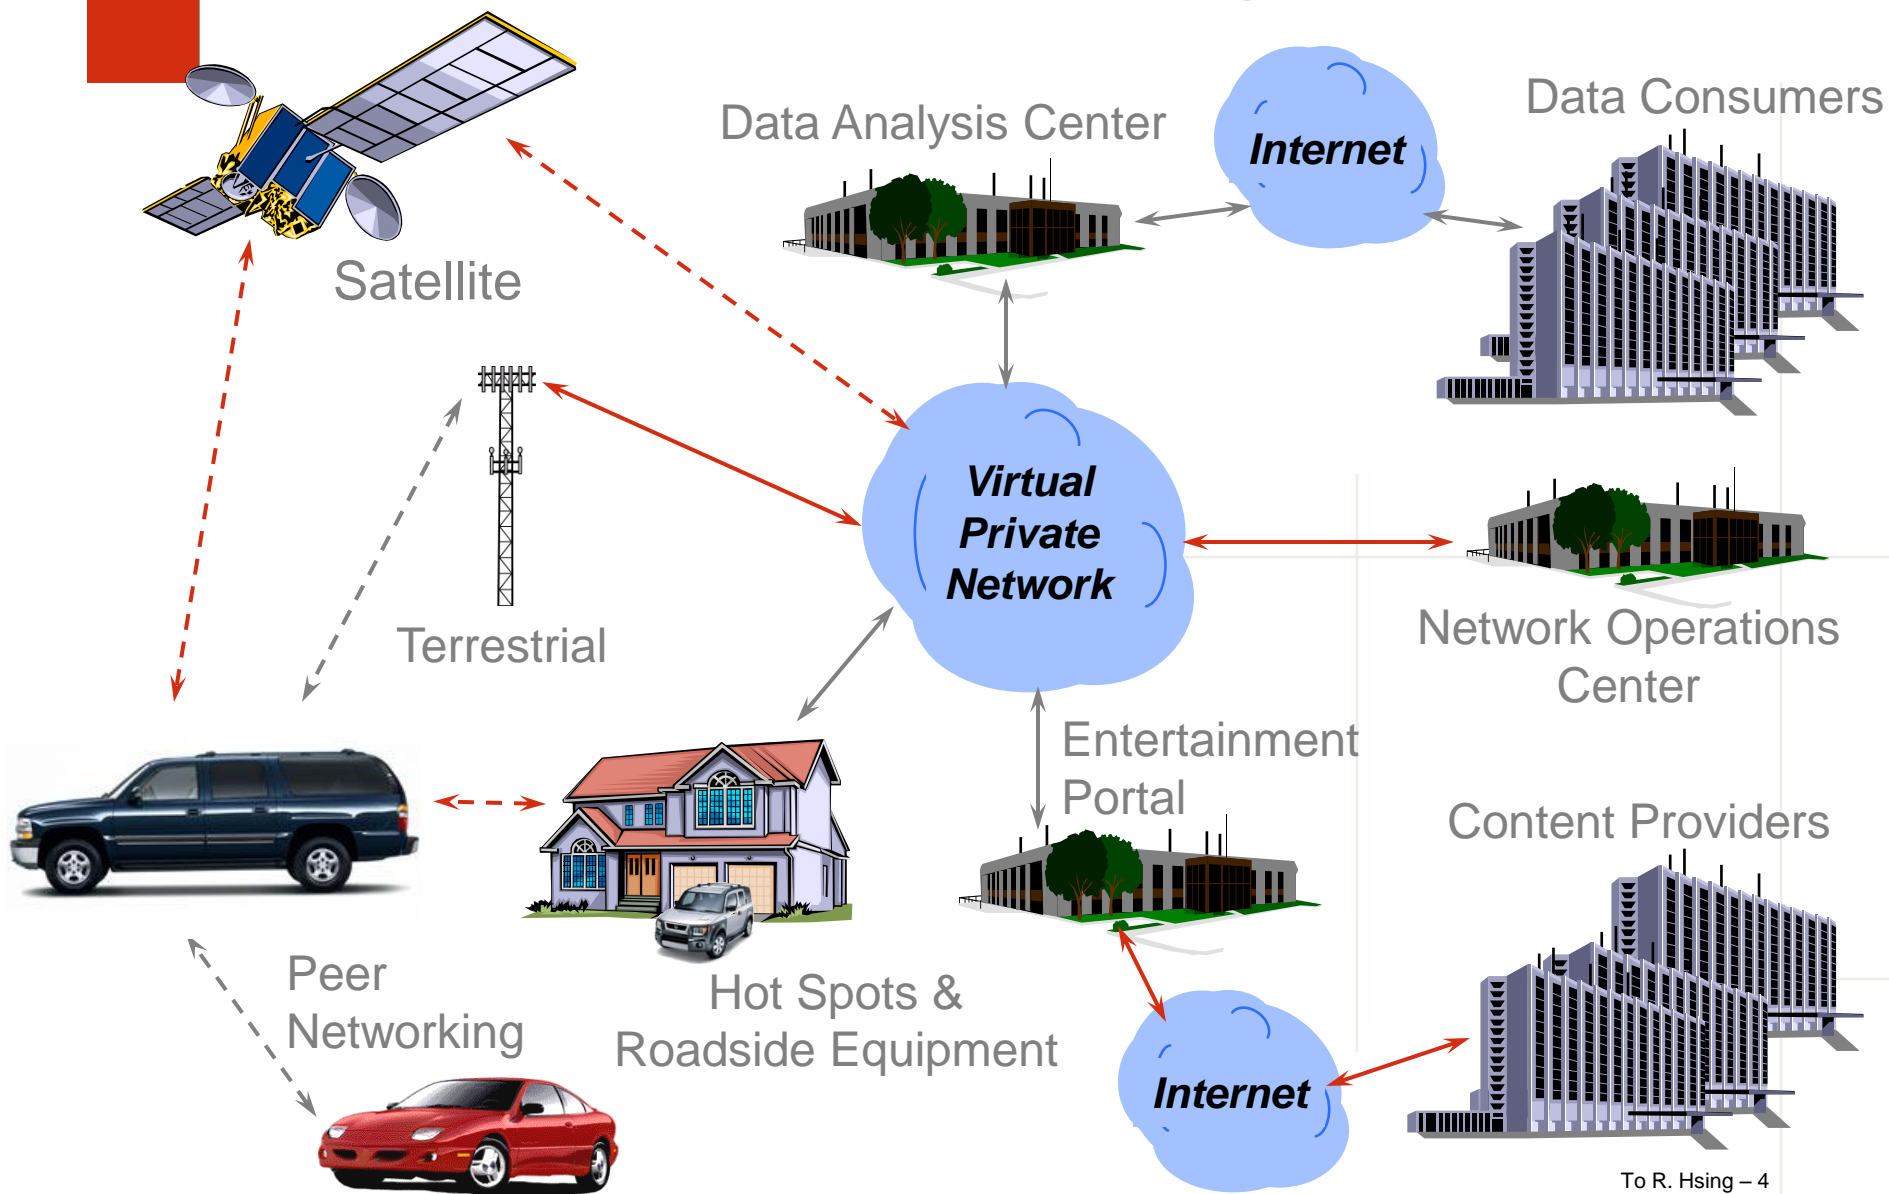 Data Analysis Center
Internet
Data Consumers
Satellite
Virtual
Private
Network
Terrestrial
Network Operations
Center
Entertainment
Portal
Content Providers
Peer
Networking
Hot Spots &
Roadside Equipment
Internet
To R. Hsing – 4